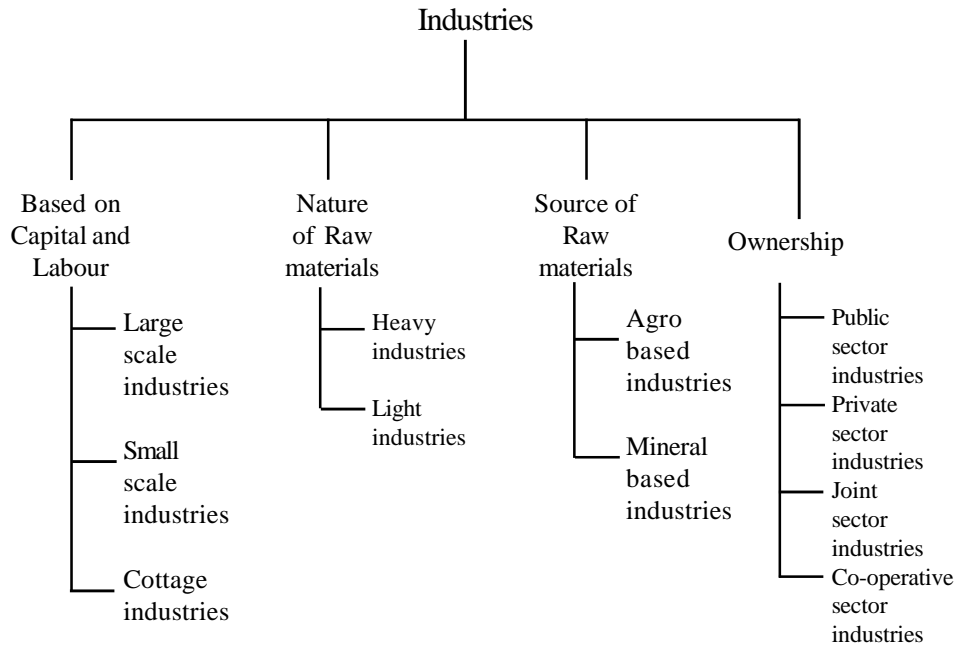 Industries
Based on
Capital and
Labour
Large
scale
industries
Small
scale
industries
Cottage
industries
Nature
of Raw
materials
Heavy
industries
Light
industries
Source of
Raw
materials
Agro
based
industries
Mineral
based
industries
Ownership
Public
sector
industries
Private
sector
industries
Joint
sector
industries
Co-operative
sector
industries